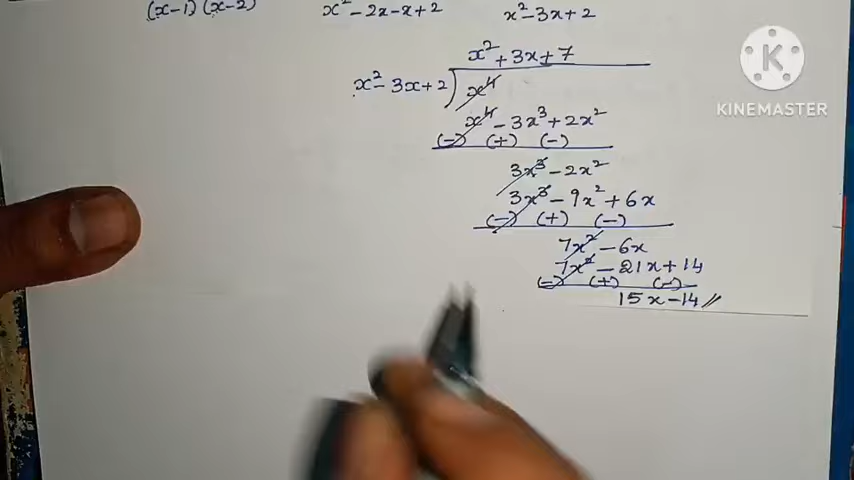 (x-1) (x-2) x² - 2x - x + 2 x² - 3x + 2
x² + 3x + 7
x² - 3x + 2 ) x⁴
x⁴ - 3x³ + 2x²
(-) (+) (-)
3x³ - 2x²
3x³ - 9x² + 6x
(-) (+) (-)
7x² - 6x
7x² - 21x + 14
(-) (+) (-)
15x - 14 //
K
KINEMASTER